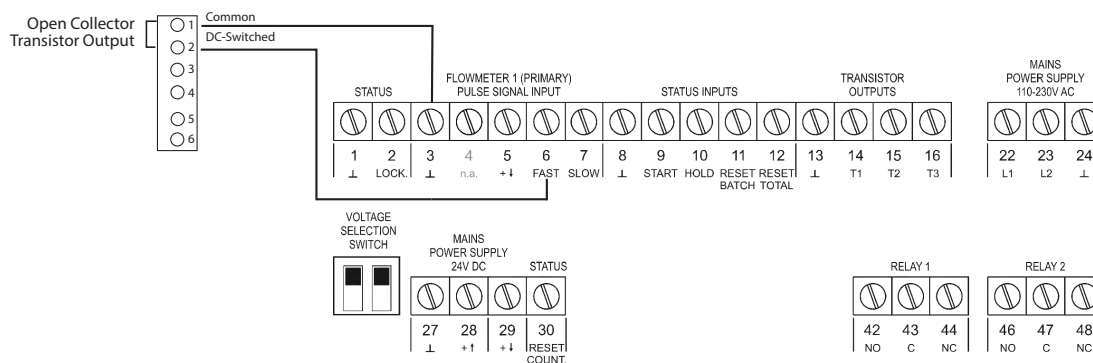 Open Collector
Transistor Output
1 Common
2 DC-Switched
3
4
5
6
STATUS
FLOWMETER 1 (PRIMARY)
PULSE SIGNAL INPUT
STATUS INPUTS
TRANSISTOR
OUTPUTS
MAINS
POWER SUPPLY
110-230V AC
1 2 3 4 5 6 7 8 9 10 11 12 13 14 15 16 22 23 24
⊥ LOCK. ⊥ n.a. +↓ FAST SLOW ⊥ START HOLD RESET RESET ⊥ T1 T2 T3 L1 L2 ⊥
BATCH TOTAL
VOLTAGE
SELECTION
SWITCH
MAINS
POWER SUPPLY
24V DC
STATUS
RELAY 1
RELAY 2
27 28 29 30 42 43 44 46 47 48
⊥ +↑ +↓ RESET NO C NC NO C NC
COUNT.